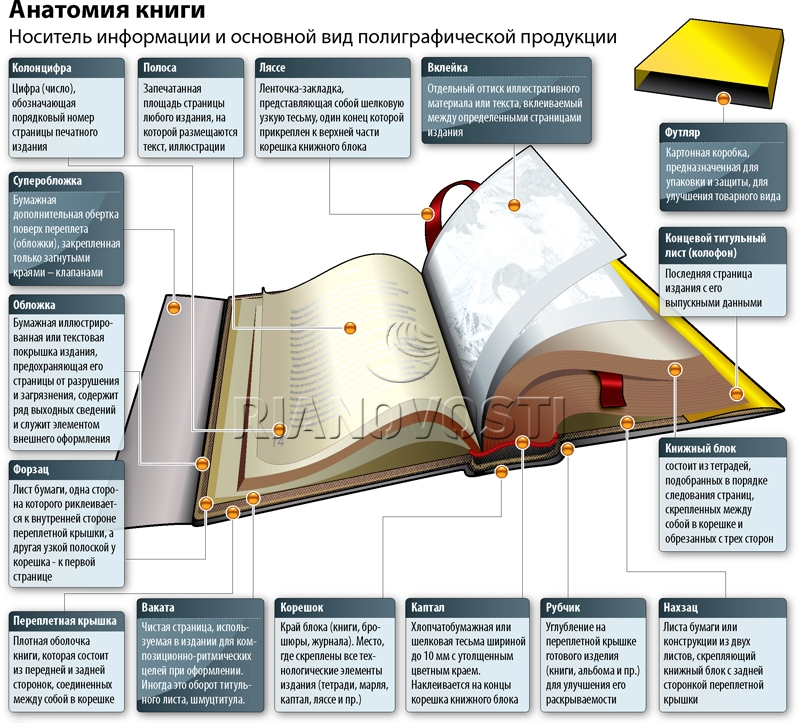 Анатомия книги
Носитель информации и основной вид полиграфической продукции
Колонцифра
Цифра (число),
обозначающая
порядковый номер
страницы печатного
издания
Полоса
Запечатанная
площадь страницы
любого издания, на
которой размещаются
текст, иллюстрации
Ляссе
Ленточка-закладка,
представляющая собой шелковую
узкую тесьму, один конец которой
прикреплен к верхней части
корешка книжного блока
Вклейка
Отдельный оттиск иллюстративного
материала или текста, вклеиваемый
между определенными страницами
издания
Футляр
Картонная коробка,
предназначенная для
упаковки и защиты, для
улучшения товарного вида
Суперобложка
Бумажная
дополнительная обертка
поверх переплета
(обложки), закрепленная
только загнутыми
краями – клапанами
Концевой титульный
лист (колофон)
Последняя страница
издания с его
выпускными данными
Обложка
Бумажная иллюстриро-
ванная или текстовая
покрышка издания,
предохраняющая его
страницы от разрушения
и загрязнения, содержит
ряд выходных сведений
и служит элементом
внешнего оформления
RIANOVOSTI
Книжный блок
состоит из тетрадей,
подобранных в порядке
следования страниц,
скрепленных между
собой в корешке и
обрезанных с трех сторон
Форзац
Лист бумаги, одна сторо-
на которого риклеивает-
ся к внутренней стороне
переплетной крышки, а
другая узкой полоской у
корешка - к первой
странице
Переплетная крышка
Плотная оболочка
книги, которая состоит
из передней и задней
сторонок, соединенных
между собой в корешке
Ваката
Чистая страница, исполь-
зуемая в издании для ком-
позиционно-ритмических
целей при оформлении.
Иногда это оборот титуль-
ного листа, шмуцтитула.
Корешок
Край блока (книги, бро-
шюры, журнала). Место,
где скреплены все тех-
нологические элементы
издания (тетради, марля,
каптал, ляссе и пр.)
Каптал
Хлопчатобумажная или
шелковая тесьма шириной
до 10 мм с утолщенным
цветным краем.
Наклеивается на концы
корешка книжного блока
Рубчик
Углубление на
переплетной крышке
готового изделия
(книги, альбома и пр.)
для улучшения его
раскрываемости
Нахзац
Листа бумаги или
конструкции из двух
листов, скрепляющий
книжный блок с задней
сторонкой переплетной
крышки